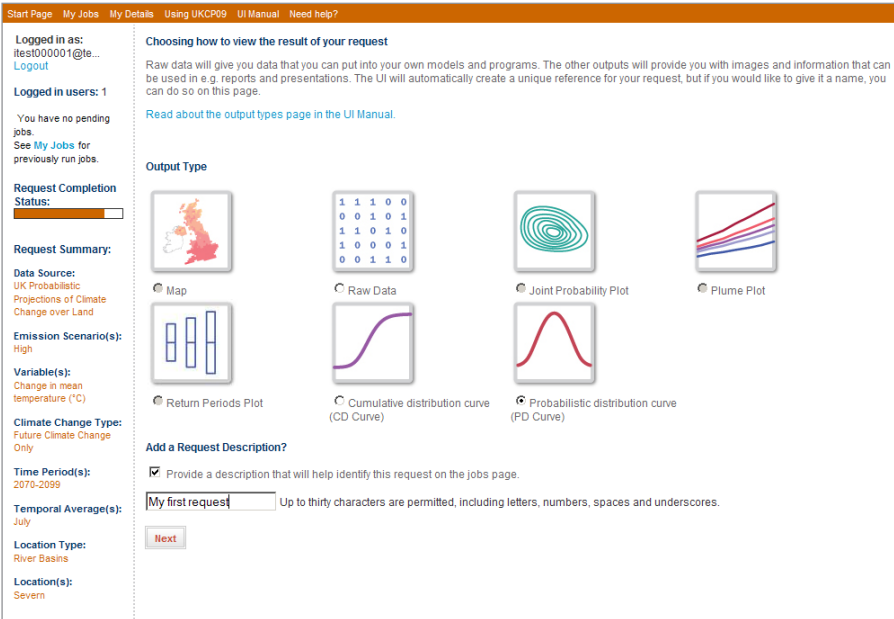 Start Page My Jobs My Details Using UKCP09 UI Manual Need help?
Logged in as:
itest000001@te...
Logout
Logged in users: 1
You have no pending
jobs.
See My Jobs for
previously run jobs.
Request Completion
Status:
Request Summary:
Data Source:
UK Probabilistic
Projections of Climate
Change over Land
Emission Scenario(s):
High
Variable(s):
Change in mean
temperature (°C)
Climate Change Type:
Future Climate Change
Only
Time Period(s):
2070-2099
Temporal Average(s):
July
Location Type:
River Basins
Location(s):
Severn
Choosing how to view the result of your request
Raw data will give you data that you can put into your own models and programs. The other outputs will provide you with images and information that can
be used in e.g. reports and presentations. The UI will automatically create a unique reference for your request, but if you would like to give it a name, you
can do so on this page.
Read about the output types page in the UI Manual.
Output Type
1 1 1 0 0
0 0 1 0 1
1 1 0 1 0
1 0 0 0 1
0 0 1 1 0
Map
Raw Data
Joint Probability Plot
Plume Plot
Return Periods Plot
Cumulative distribution curve
(CD Curve)
Probabilistic distribution curve
(PD Curve)
Add a Request Description?
Provide a description that will help identify this request on the jobs page.
My first request Up to thirty characters are permitted, including letters, numbers, spaces and underscores.
Next